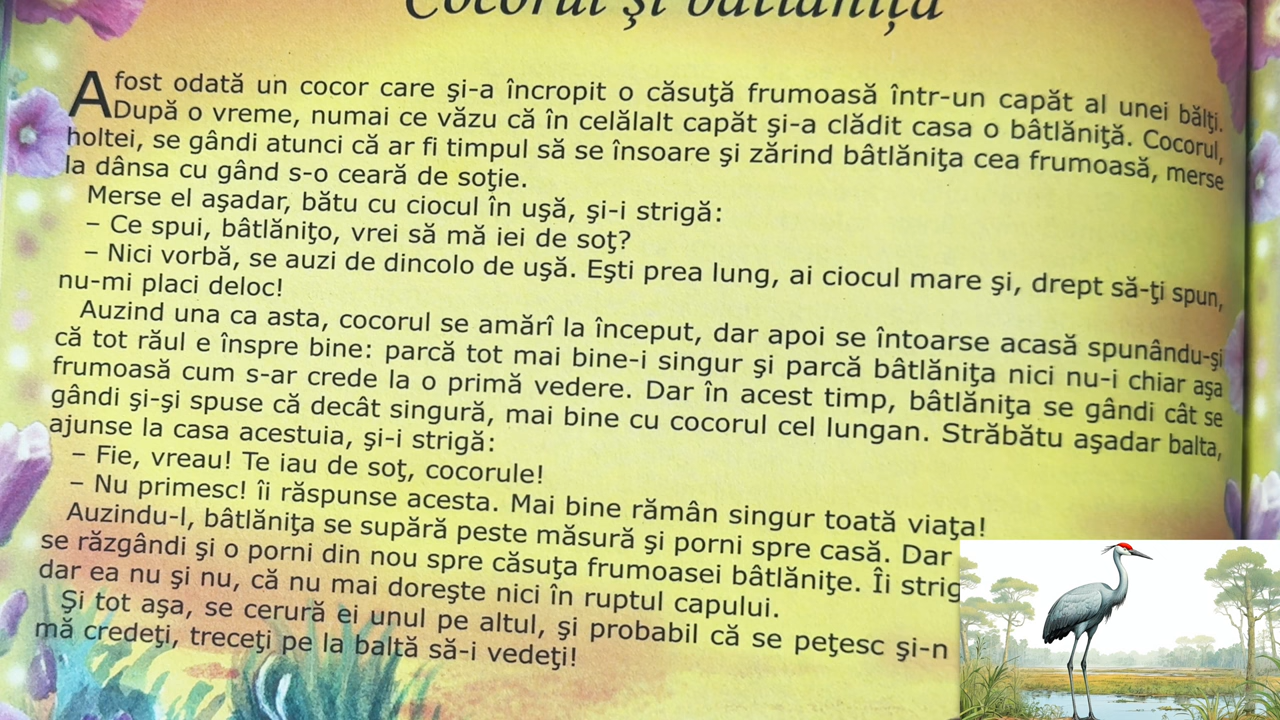 Cocorul şi bâtlăniţa
A fost odată un cocor care şi-a încropit o căsuţă frumoasă într-un capăt al unei bălţi.
După o vreme, numai ce văzu că în celălalt capăt şi-a clădit casa o bâtlăniţă. Cocorul,
holtei, se gândi atunci că ar fi timpul să se însoare şi zărind bâtlăniţa cea frumoasă, merse
la dânsa cu gând s-o ceară de soţie.
Merse el aşadar, bătu cu ciocul în uşă, şi-i strigă:
– Ce spui, bâtlăniţo, vrei să mă iei de soţ?
– Nici vorbă, se auzi de dincolo de uşă. Eşti prea lung, ai ciocul mare şi, drept să-ţi spun,
nu-mi placi deloc!
Auzind una ca asta, cocorul se amărî la început, dar apoi se întoarse acasă spunându-şi
că tot răul e înspre bine: parcă tot mai bine-i singur şi parcă bâtlăniţa nici nu-i chiar aşa
frumoasă cum s-ar crede la o primă vedere. Dar în acest timp, bâtlăniţa se gândi cât se
gândi şi-şi spuse că decât singură, mai bine cu cocorul cel lungan. Străbătu aşadar balta,
ajunse la casa acestuia, şi-i strigă:
– Fie, vreau! Te iau de soţ, cocorule!
– Nu primesc! îi răspunse acesta. Mai bine rămân singur toată viaţa!
Auzindu-l, bâtlăniţa se supără peste măsură şi porni spre casă. Dar
se răzgândi şi o porni din nou spre căsuţa frumoasei bâtlăniţe. Îi strig
dar ea nu şi nu, că nu mai doreşte nici în ruptul capului.
Şi tot aşa, se cerură ei unul pe altul, şi probabil că se peţesc şi-n
mă credeţi, treceţi pe la baltă să-i vedeţi!